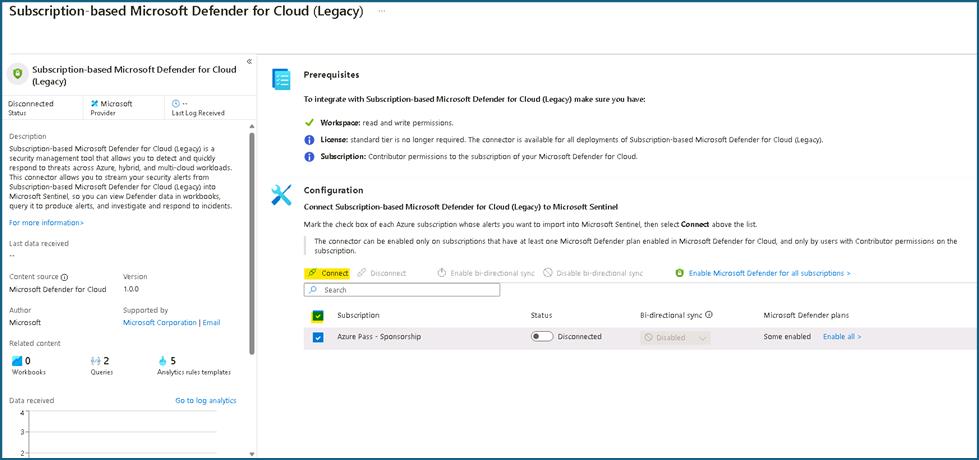 Subscription-based Microsoft Defender for Cloud (Legacy) ...
«
Subscription-based Microsoft Defender for Cloud
(Legacy)
Disconnected
Status
Microsoft
Provider
--
Last Log Received
Description
Subscription-based Microsoft Defender for Cloud (Legacy) is a
security management tool that allows you to detect and quickly
respond to threats across Azure, hybrid, and multi-cloud workloads.
This connector allows you to stream your security alerts from
Subscription-based Microsoft Defender for Cloud (Legacy) into
Microsoft Sentinel, so you can view Defender data in workbooks,
query it to produce alerts, and investigate and respond to incidents.
For more information>
Last data received
--
Content source
Microsoft Defender for Cloud
Version
1.0.0
Author
Microsoft
Supported by
Microsoft Corporation | Email
Related content
0
Workbooks
2
Queries
5
Analytics rules templates
Data received
Go to log analytics
4
3
2
Prerequisites
To integrate with Subscription-based Microsoft Defender for Cloud (Legacy) make sure you have:
Workspace: read and write permissions.
License: standard tier is no longer required. The connector is available for all deployments of Subscription-based Microsoft Defender for Cloud (Legacy).
Subscription: Contributor permissions to the subscription of your Microsoft Defender for Cloud.
Configuration
Connect Subscription-based Microsoft Defender for Cloud (Legacy) to Microsoft Sentinel
Mark the check box of each Azure subscription whose alerts you want to import into Microsoft Sentinel, then select Connect above the list.
The connector can be enabled only on subscriptions that have at least one Microsoft Defender plan enabled in Microsoft Defender for Cloud, and only by users with Contributor permissions on the
subscription.
Connect Disconnect Enable bi-directional sync Disable bi-directional sync Enable Microsoft Defender for all subscriptions >
Search
Subscription Status Bi-directional sync Microsoft Defender plans
Azure Pass - Sponsorship Disconnected Disabled Some enabled Enable all >